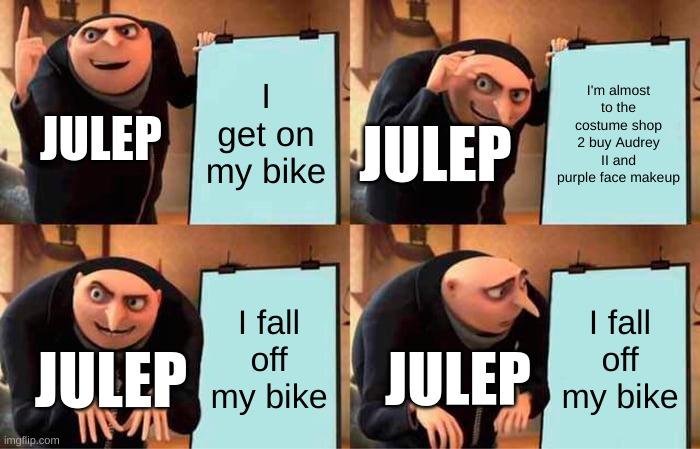 JULEP
I
get on
my bike
JULEP
I'm almost
to the
costume shop
2 buy Audrey
II and
purple face makeup
JULEP
I fall
off
my bike
JULEP
I fall
off
my bike
imgflip.com